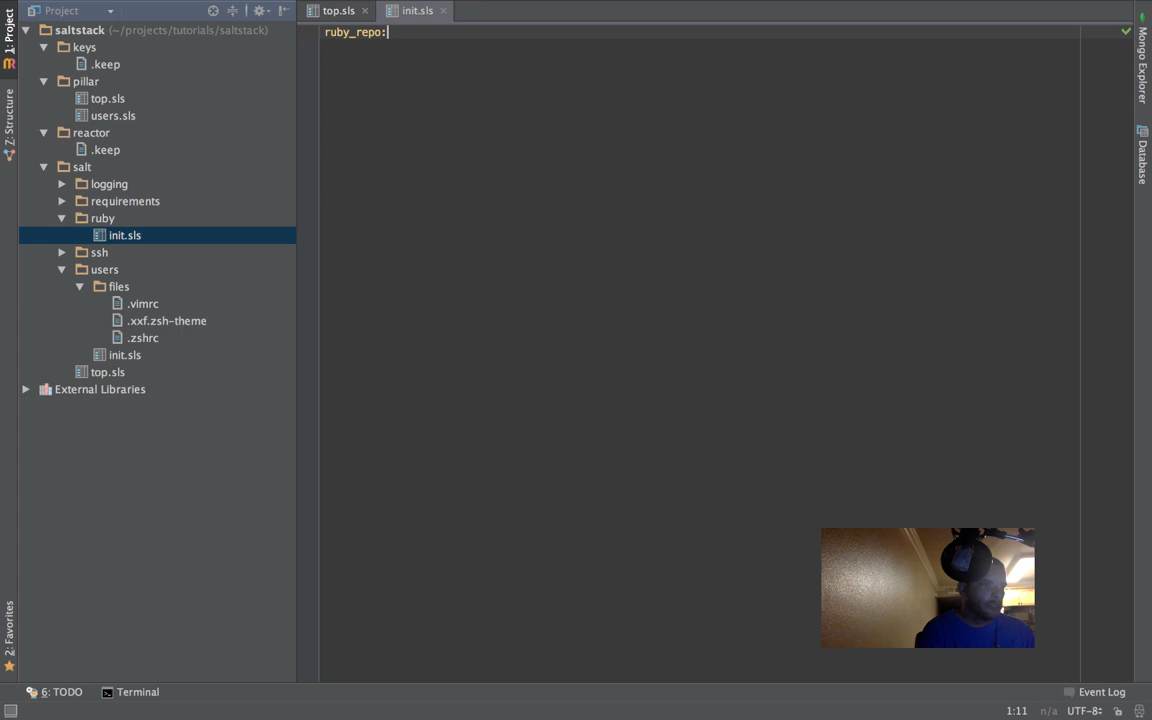 Project
top.sls
init.sls
1: Project
Z: Structure
2: Favorites
saltstack (~/projects/tutorials/saltstack)
keys
.keep
pillar
top.sls
users.sls
reactor
.keep
salt
logging
requirements
ruby
init.sls
ssh
users
files
.vimrc
.xxf.zsh-theme
.zshrc
init.sls
top.sls
External Libraries
ruby_repo:
Mongo Explorer
Database
6: TODO
Terminal
Event Log
1:11
n/a
UTF-8